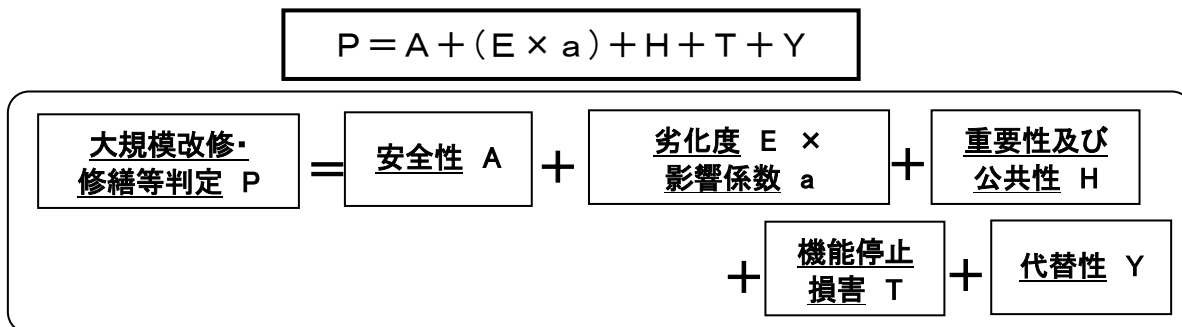 P＝A＋（E×a）＋H＋T＋Y
大規模改修・
修繕等判定 P
＝
安全性 A
＋
劣化度 E ×
影響係数 a
＋
重要性及び
公共性 H
＋
機能停止
損害 T
＋
代替性 Y